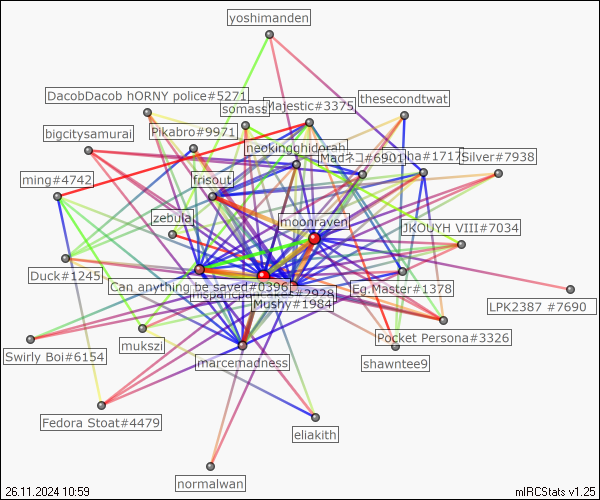 yoshimanden
DacobDacob hORNY police#5271
thesecondtwat
somass
Majestic#3375
bigcitysamurai
Pikabro#9971
neokingghidorah
Madネコ#6901
ha#1717
Silver#7938
ming#4742
frisout
zebulaj
moonraven
JKOUYH VIII#7034
Duck#1245
Can anything be saved#0396
#2928
Eg.Master#1378
Mushy#1984
LPK2387 #7690
mukszi
Pocket Persona#3326
Swirly Boi#6154
marcemadness
shawntee9
Fedora Stoat#4479
eliakith
normalwan
26.11.2024 10:59
mIRCStats v1.25